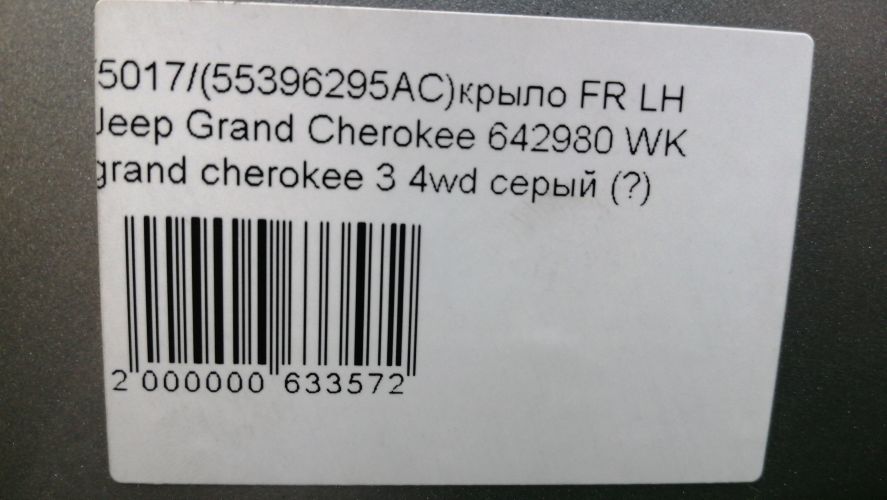 5017/(55396295AC)крыло FR LH
Jeep Grand Cherokee 642980 WK
grand cherokee 3 4wd серый (?)
2 000000 633572